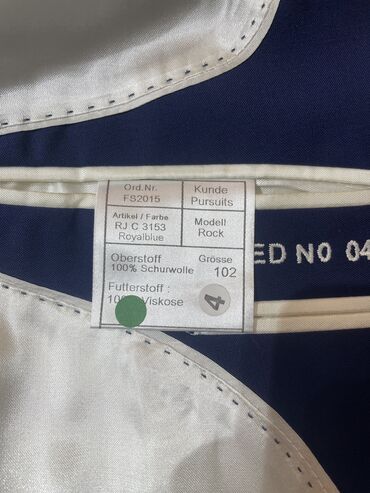 Ord.Nr.
FS2015
Kunde
Pursuits
Artikel / Farbe
RJ C 3153
Royalblue
Modell
Rock
Oberstoff
100% Schurwolle
Grösse
102
Futterstoff :
Viskose
4
ED NO 04